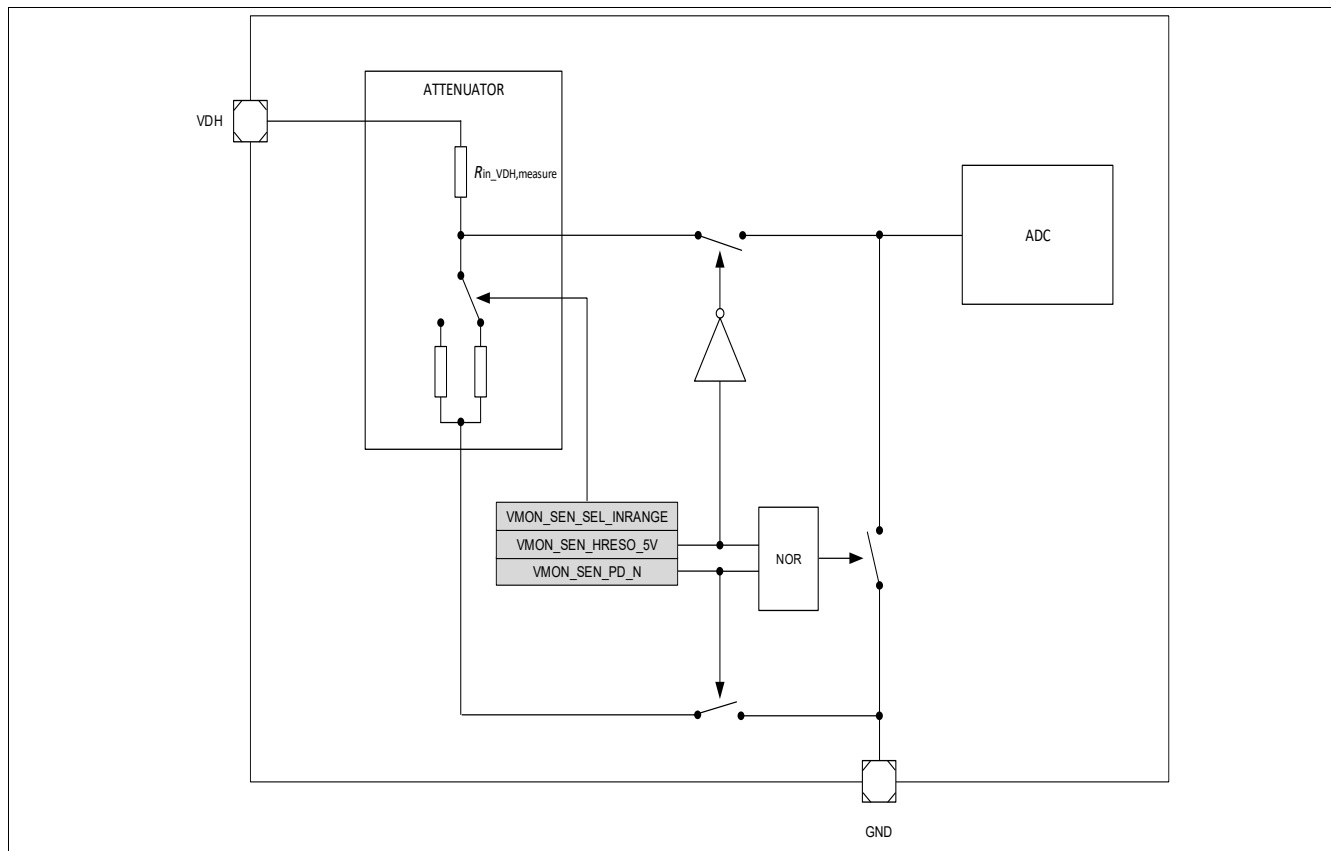 ATTENUATOR
VDH
Rin_VDH,measure
ADC
VMON_SEN_SEL_INRANGE
VMON_SEN_HRESO_5V
NOR
VMON_SEN_PD_N
GND